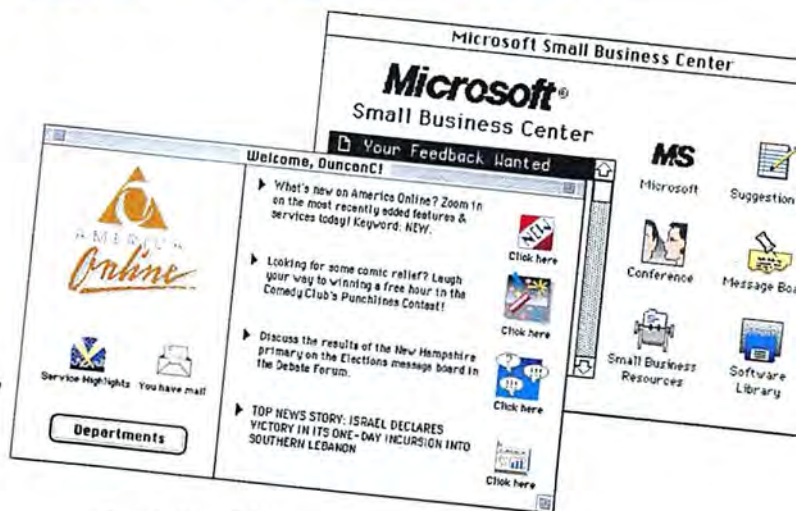 Microsoft Small Business Center
Microsoft®
Small Business Center
Your Feedback Wanted
MS
Microsoft
Suggestion
Conference
Message Boa
Small Business
Resources
Software
Library
Welcome, DuncanC!
AMERICA
Online
Service Highlights
You have mail
Departments
What's new on America Online? Zoom in
on the most recently added features &
services today! Keyword: NEW.
NEW
Click here
Looking for some comic relief? Laugh
your way to winning a free hour in the
Comedy Club's Punchlines Contest!
Click here
Discuss the results of the New Hampshire
primary on the Elections message board in
the Debate Forum.
?
!!!
!!!
Click here
TOP NEWS STORY: ISRAEL DECLARES
VICTORY IN ITS ONE-DAY INCURSION INTO
SOUTHERN LEBANON
Click here